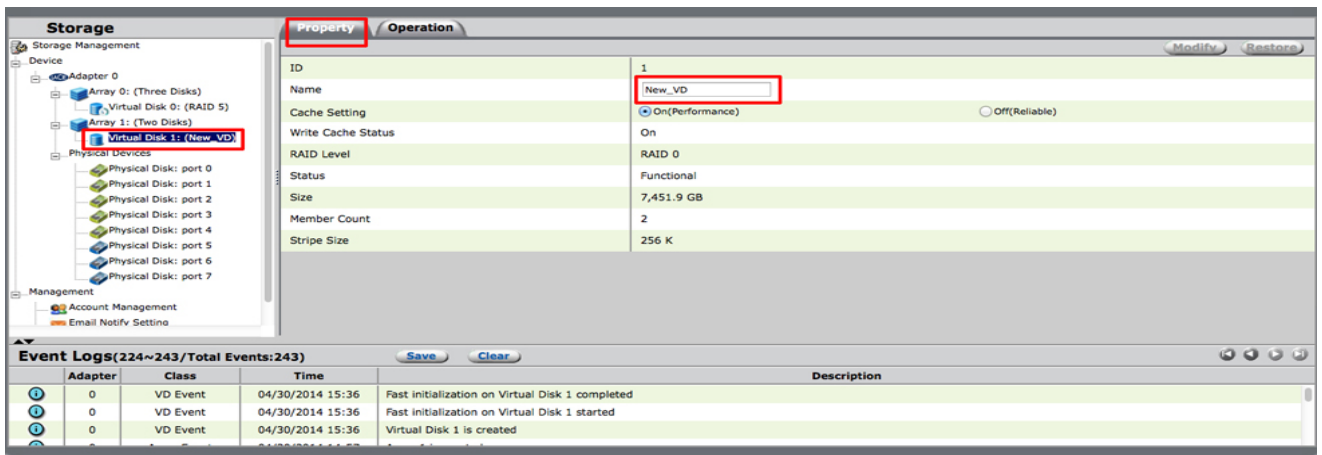 Storage
Property
Operation
Storage Management
Modify
Restore
Device
Adapter 0
Array 0: (Three Disks)
Virtual Disk 0: (RAID 5)
Array 1: (Two Disks)
Virtual Disk 1: (New_VD)
Physical Devices
Physical Disk: port 0
Physical Disk: port 1
Physical Disk: port 2
Physical Disk: port 3
Physical Disk: port 4
Physical Disk: port 5
Physical Disk: port 6
Physical Disk: port 7
Management
Account Management
Email Notify Setting
ID 1
Name New_VD
Cache Setting On(Performance) Off(Reliable)
Write Cache Status On
RAID Level RAID 0
Status Functional
Size 7,451.9 GB
Member Count 2
Stripe Size 256 K
Event Logs(224~243/Total Events:243) Save Clear
Adapter Class Time Description
0 VD Event 04/30/2014 15:36 Fast initialization on Virtual Disk 1 completed
0 VD Event 04/30/2014 15:36 Fast initialization on Virtual Disk 1 started
0 VD Event 04/30/2014 15:36 Virtual Disk 1 is created